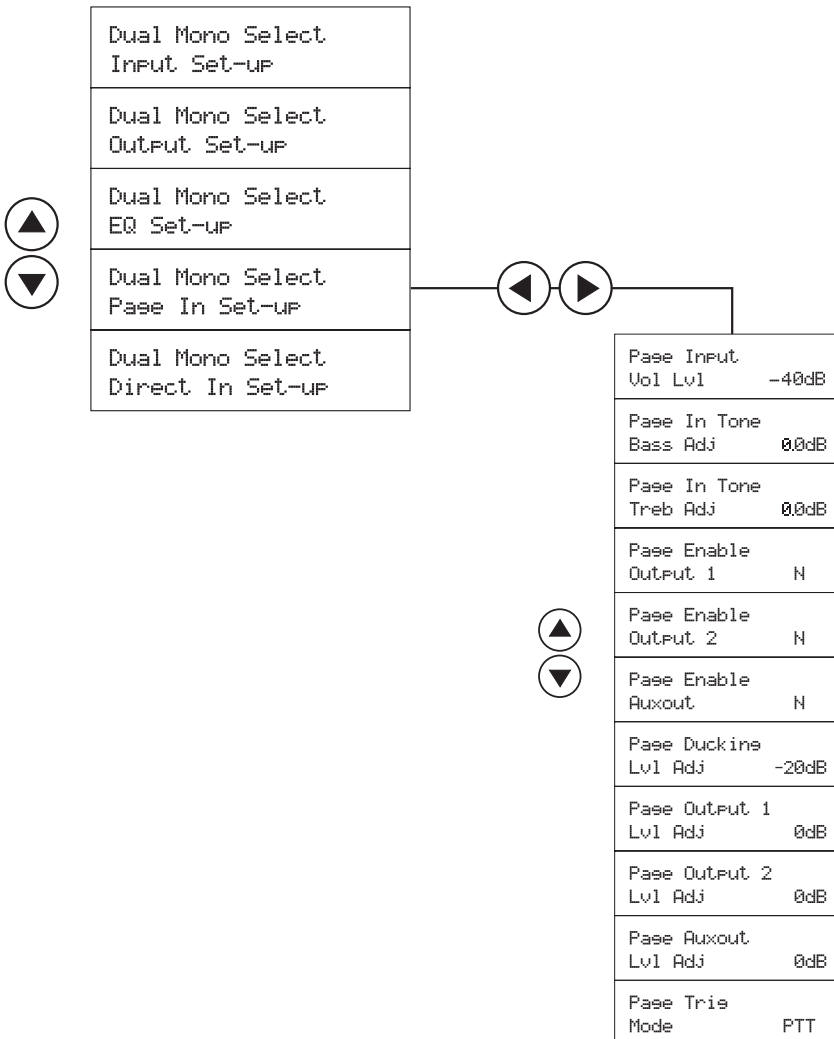 Dual Mono Select
Input Set-up
Dual Mono Select
Output Set-up
Dual Mono Select
EQ Set-up
Dual Mono Select
Page In Set-up
Dual Mono Select
Direct In Set-up
Page Input
Vol Lvl -40dB
Page In Tone
Bass Adj 0.0dB
Page In Tone
Treb Adj 0.0dB
Page Enable
Output 1 N
Page Enable
Output 2 N
Page Enable
Auxout N
Page Ducking
Lvl Adj -20dB
Page Output 1
Lvl Adj 0dB
Page Output 2
Lvl Adj 0dB
Page Auxout
Lvl Adj 0dB
Page Trig
Mode PTT